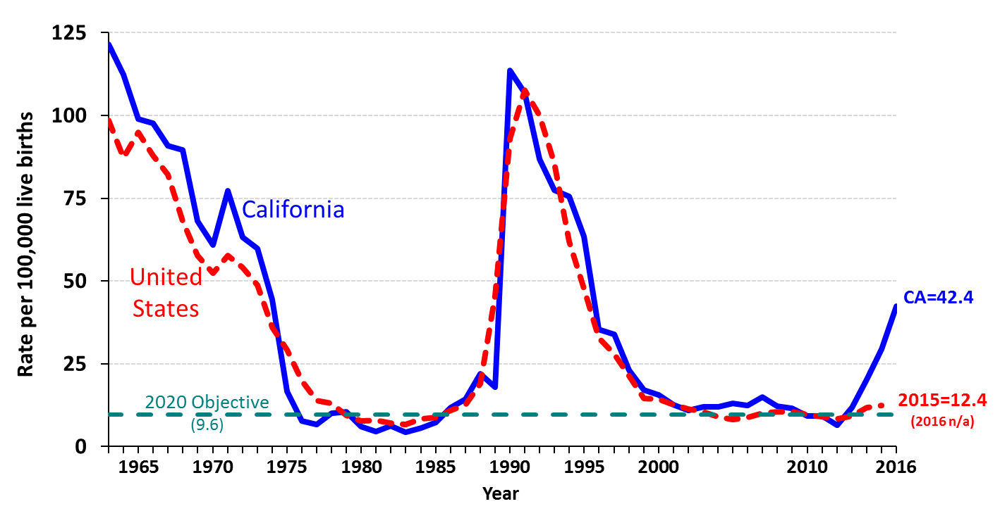 125
100
75
50
25
0
Rate per 100,000 live births
California
United
States
2020 Objective
(9.6)
CA=42.4
2015=12.4
(2016 n/a)
1965 1970 1975 1980 1985 1990 1995 2000 2010 2016
Year